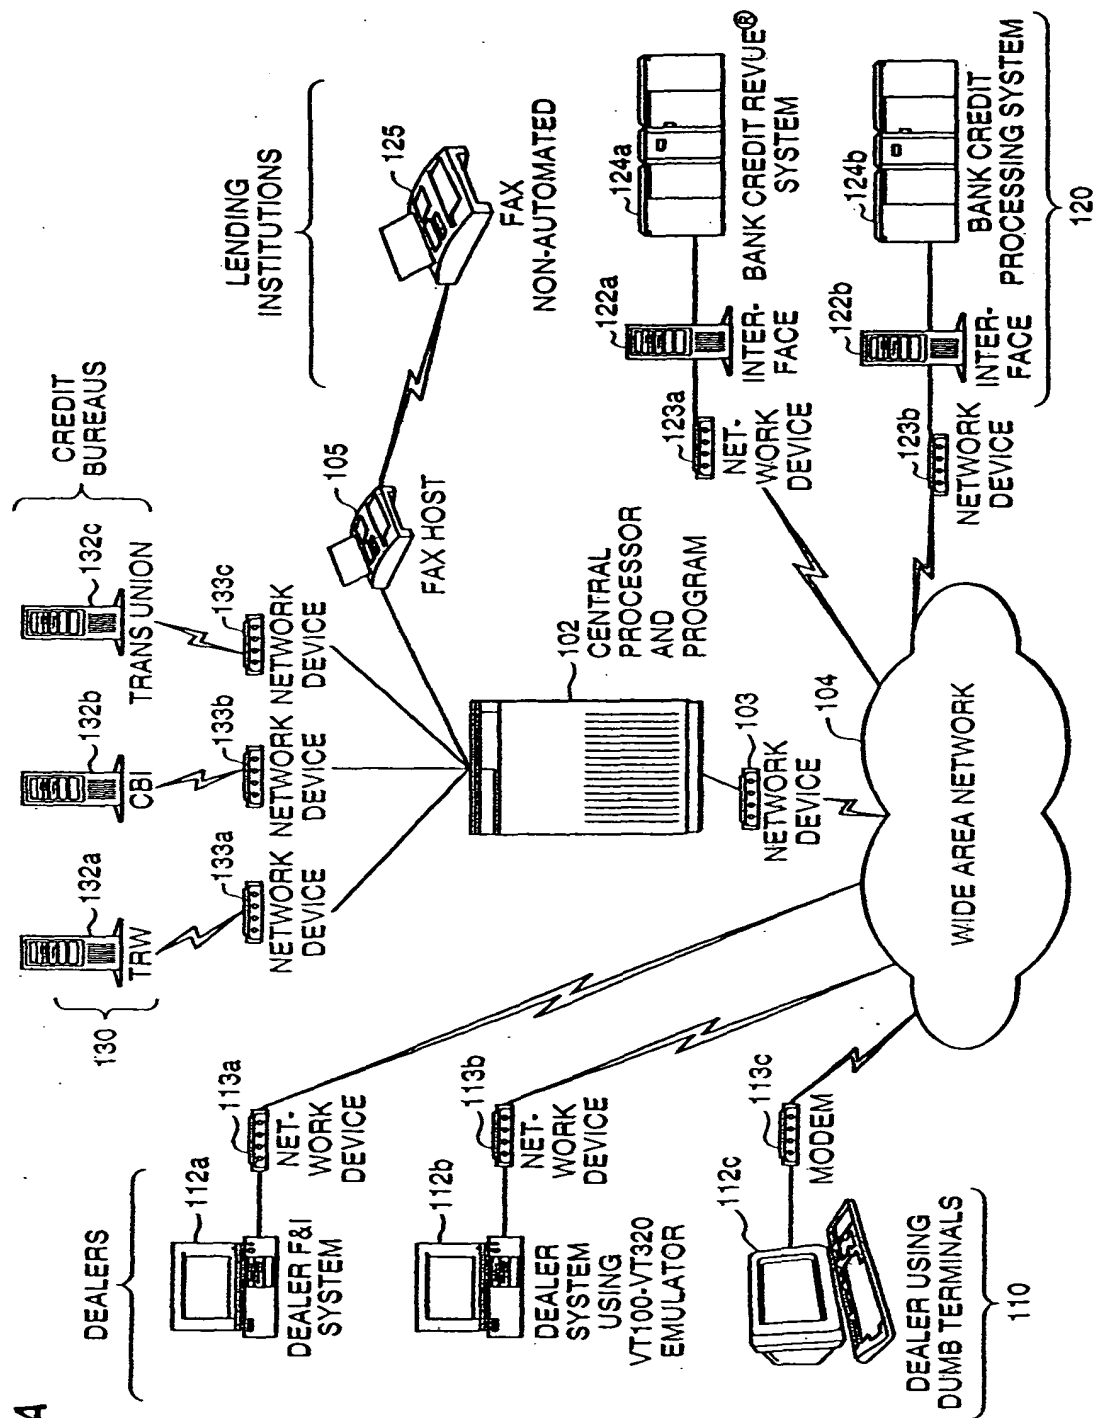 DEALERS
112a
113a
NET-
WORK
DEVICE
DEALER F&I
SYSTEM
112b
113b
NET-
WORK
DEVICE
DEALER
SYSTEM
USING
VT100-VT320
EMULATOR
112c
113c
MODEM
DEALER USING
DUMB TERMINALS
110
130
132a
TRW
133a
NETWORK
DEVICE
132b
CBI
133b
NETWORK
DEVICE
132c
TRANS UNION
133c
NETWORK
DEVICE
CREDIT
BUREAUS
105
FAX HOST
102
CENTRAL
PROCESSOR
AND
PROGRAM
103
NETWORK
DEVICE
104
WIDE AREA NETWORK
LENDING
INSTITUTIONS
125
FAX
NON-AUTOMATED
123a
NET-
WORK
DEVICE
122a
INTER-
FACE
124a
BANK CREDIT REVUE®
SYSTEM
123b
NETWORK
DEVICE
122b
INTER-
FACE
124b
BANK CREDIT
PROCESSING SYSTEM
120